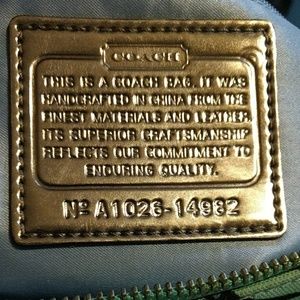 COACH
THIS IS A COACH BAG. IT WAS
HANDCRAFTED IN CHINA FROM THE
FINEST MATERIALS AND LEATHER.
ITS SUPERIOR CRAFTSMANSHIP
REFLECTS OUR COMMITMENT TO
ENDURING QUALITY.
Nº A1026-14982